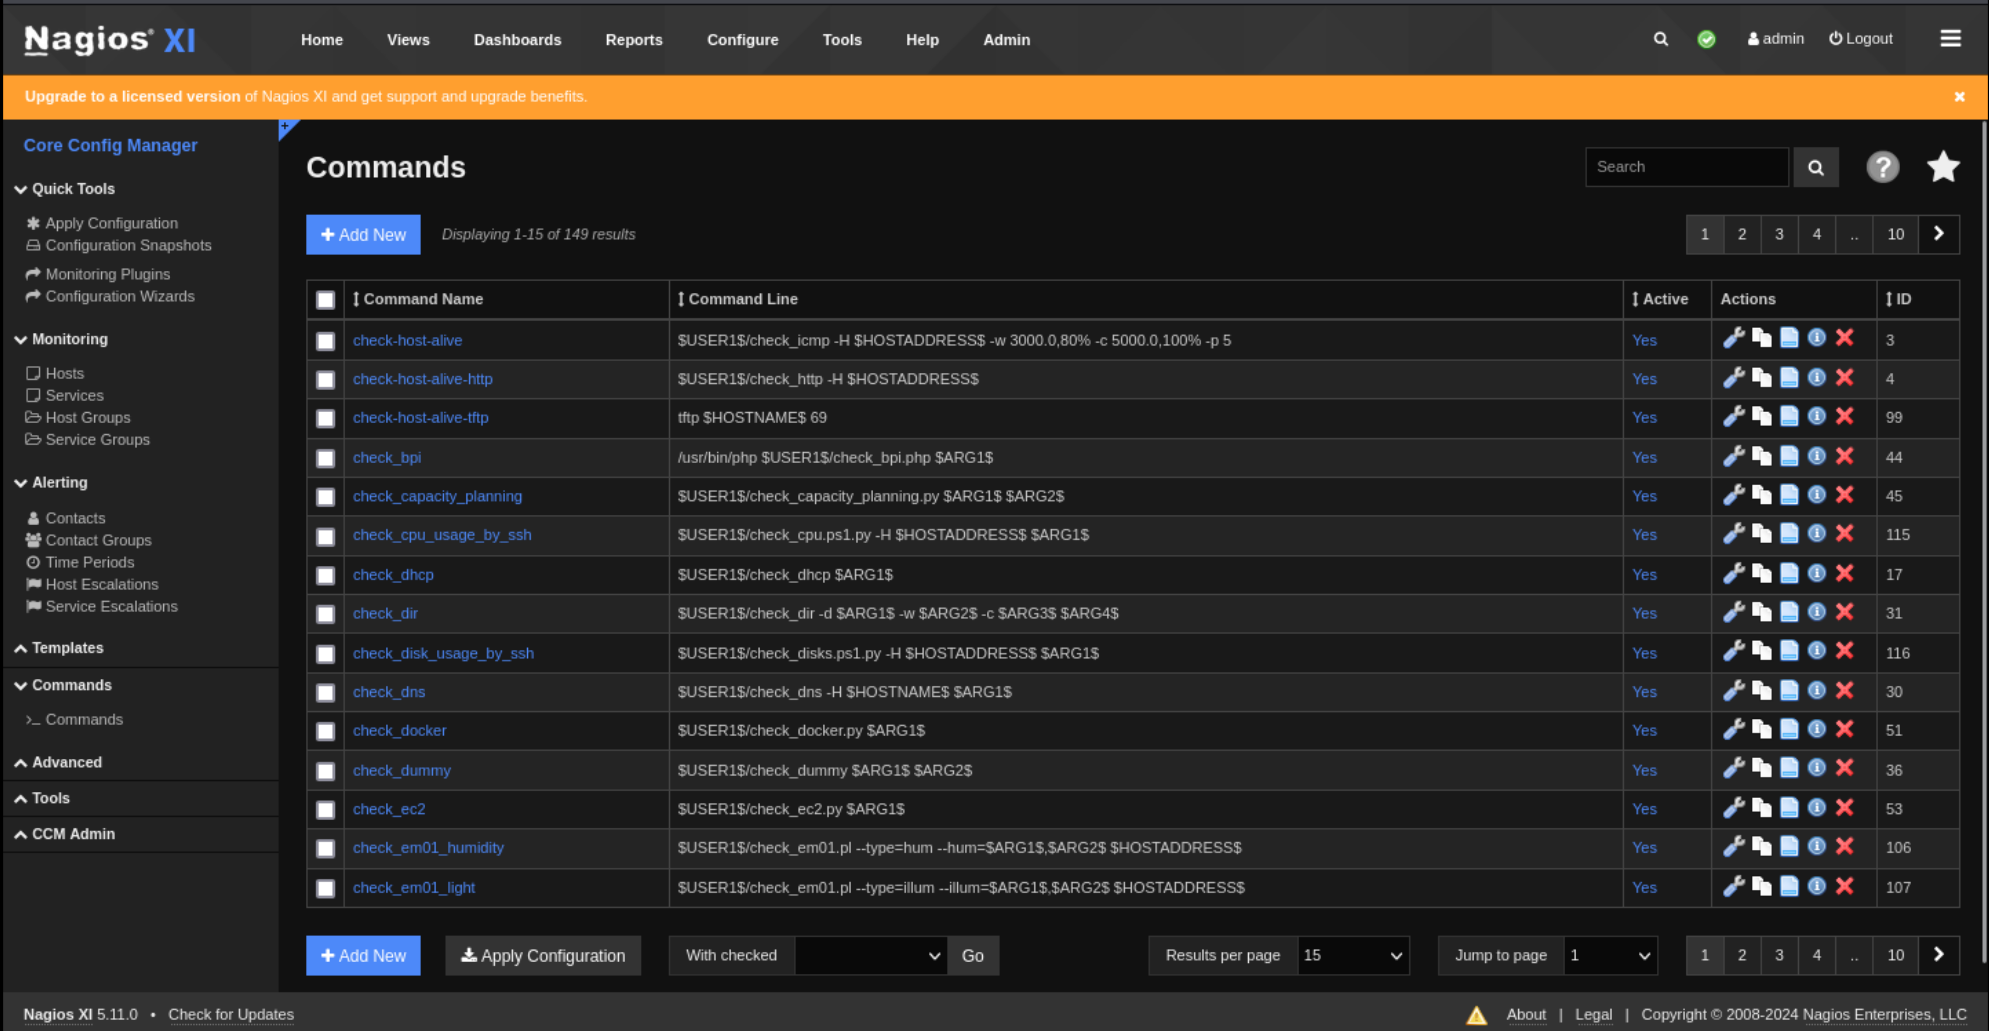 Nagios® XI
Home Views Dashboards Reports Configure Tools Help Admin
admin Logout
Upgrade to a licensed version of Nagios XI and get support and upgrade benefits.
Core Config Manager
Quick Tools
Apply Configuration
Configuration Snapshots
Monitoring Plugins
Configuration Wizards
Monitoring
Hosts
Services
Host Groups
Service Groups
Alerting
Contacts
Contact Groups
Time Periods
Host Escalations
Service Escalations
Templates
Commands
>_ Commands
Advanced
Tools
CCM Admin
Commands
Search
+ Add New Displaying 1-15 of 149 results
1 2 3 4 .. 10
Command Name Command Line Active Actions ID
check-host-alive $USER1$/check_icmp -H $HOSTADDRESS$ -w 3000.0,80% -c 5000.0,100% -p 5 Yes 3
check-host-alive-http $USER1$/check_http -H $HOSTADDRESS$ Yes 4
check-host-alive-tftp tftp $HOSTNAME$ 69 Yes 99
check_bpi /usr/bin/php $USER1$/check_bpi.php $ARG1$ Yes 44
check_capacity_planning $USER1$/check_capacity_planning.py $ARG1$ $ARG2$ Yes 45
check_cpu_usage_by_ssh $USER1$/check_cpu.ps1.py -H $HOSTADDRESS$ $ARG1$ Yes 115
check_dhcp $USER1$/check_dhcp $ARG1$ Yes 17
check_dir $USER1$/check_dir -d $ARG1$ -w $ARG2$ -c $ARG3$ $ARG4$ Yes 31
check_disk_usage_by_ssh $USER1$/check_disks.ps1.py -H $HOSTADDRESS$ $ARG1$ Yes 116
check_dns $USER1$/check_dns -H $HOSTNAME$ $ARG1$ Yes 30
check_docker $USER1$/check_docker.py $ARG1$ Yes 51
check_dummy $USER1$/check_dummy $ARG1$ $ARG2$ Yes 36
check_ec2 $USER1$/check_ec2.py $ARG1$ Yes 53
check_em01_humidity $USER1$/check_em01.pl --type=hum --hum=$ARG1$,$ARG2$ $HOSTADDRESS$ Yes 106
check_em01_light $USER1$/check_em01.pl --type=illum --illum=$ARG1$,$ARG2$ $HOSTADDRESS$ Yes 107
+ Add New Apply Configuration With checked Go Results per page 15 Jump to page 1 1 2 3 4 .. 10
Nagios XI 5.11.0 • Check for Updates About | Legal | Copyright © 2008-2024 Nagios Enterprises, LLC